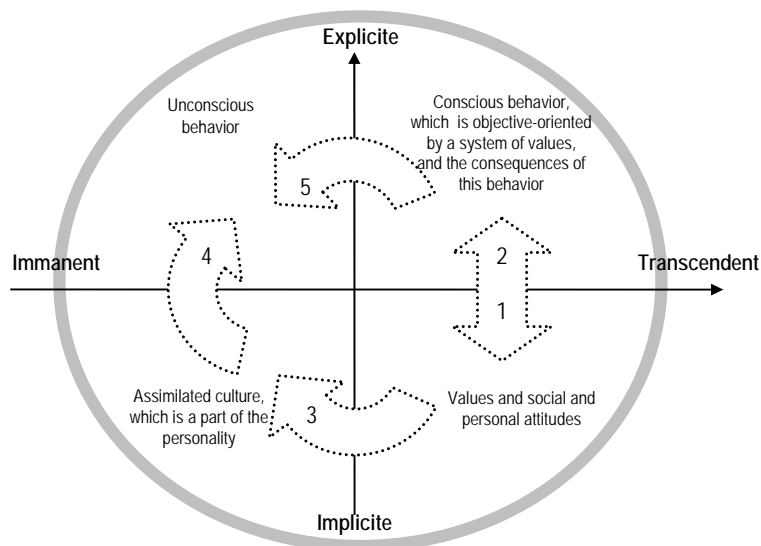 Explicite
Unconscious
behavior
Conscious behavior,
which is objective-oriented
by a system of values,
and the consequences of
this behavior
5
4
2
Immanent
Transcendent
1
Assimilated culture,
which is a part of the
personality
3
Values and social and
personal attitudes
Implicite